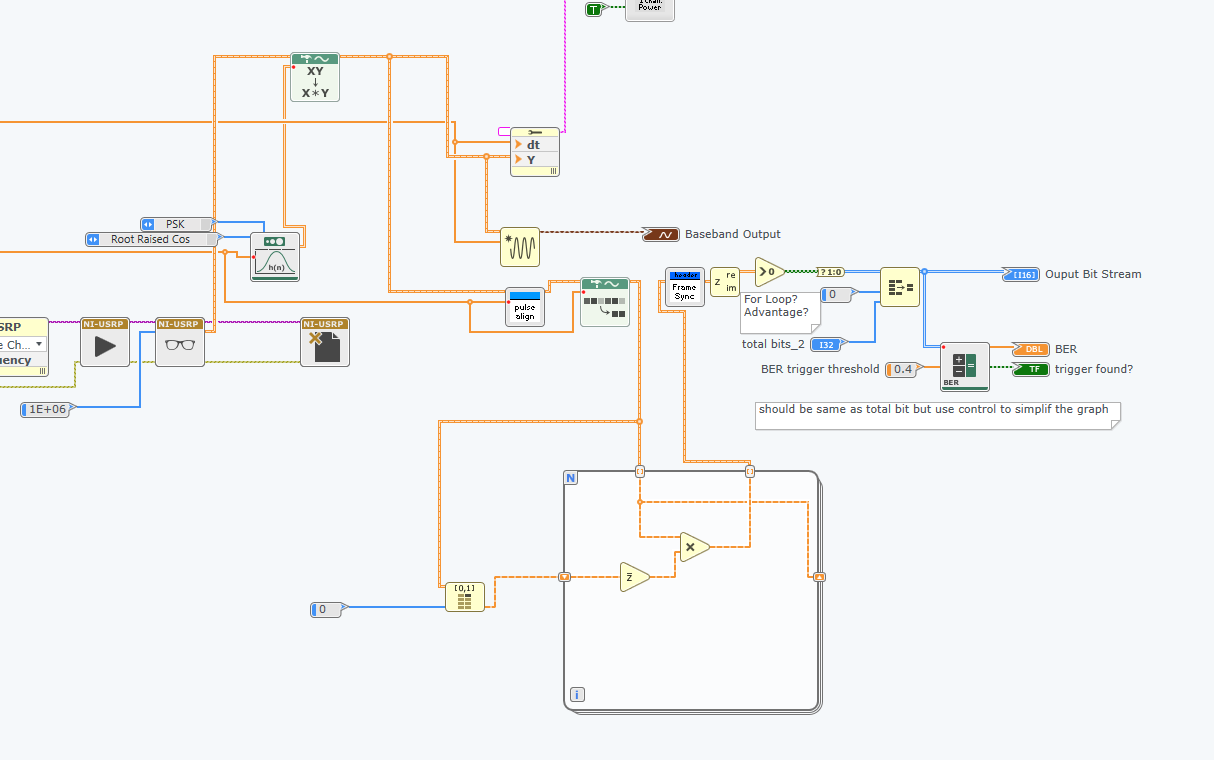 Power
T
XY
X*Y
dt
Y
PSK
Root Raised Cos
h(n)
Baseband Output
header
Frame
Sync
z
re
im
>0
?1:0
[I16]
Ouput Bit Stream
For Loop?
Advantage?
0
pulse
align
SRP
e Ch...
uency
NI-USRP
NI-USRP
NI-USRP
total bits_2
I32
DBL
BER
BER trigger threshold
0.4
BER
TF
trigger found?
1E+06
should be same as total bit but use control to simplif the graph
N
[0,1]
0
z
×
i